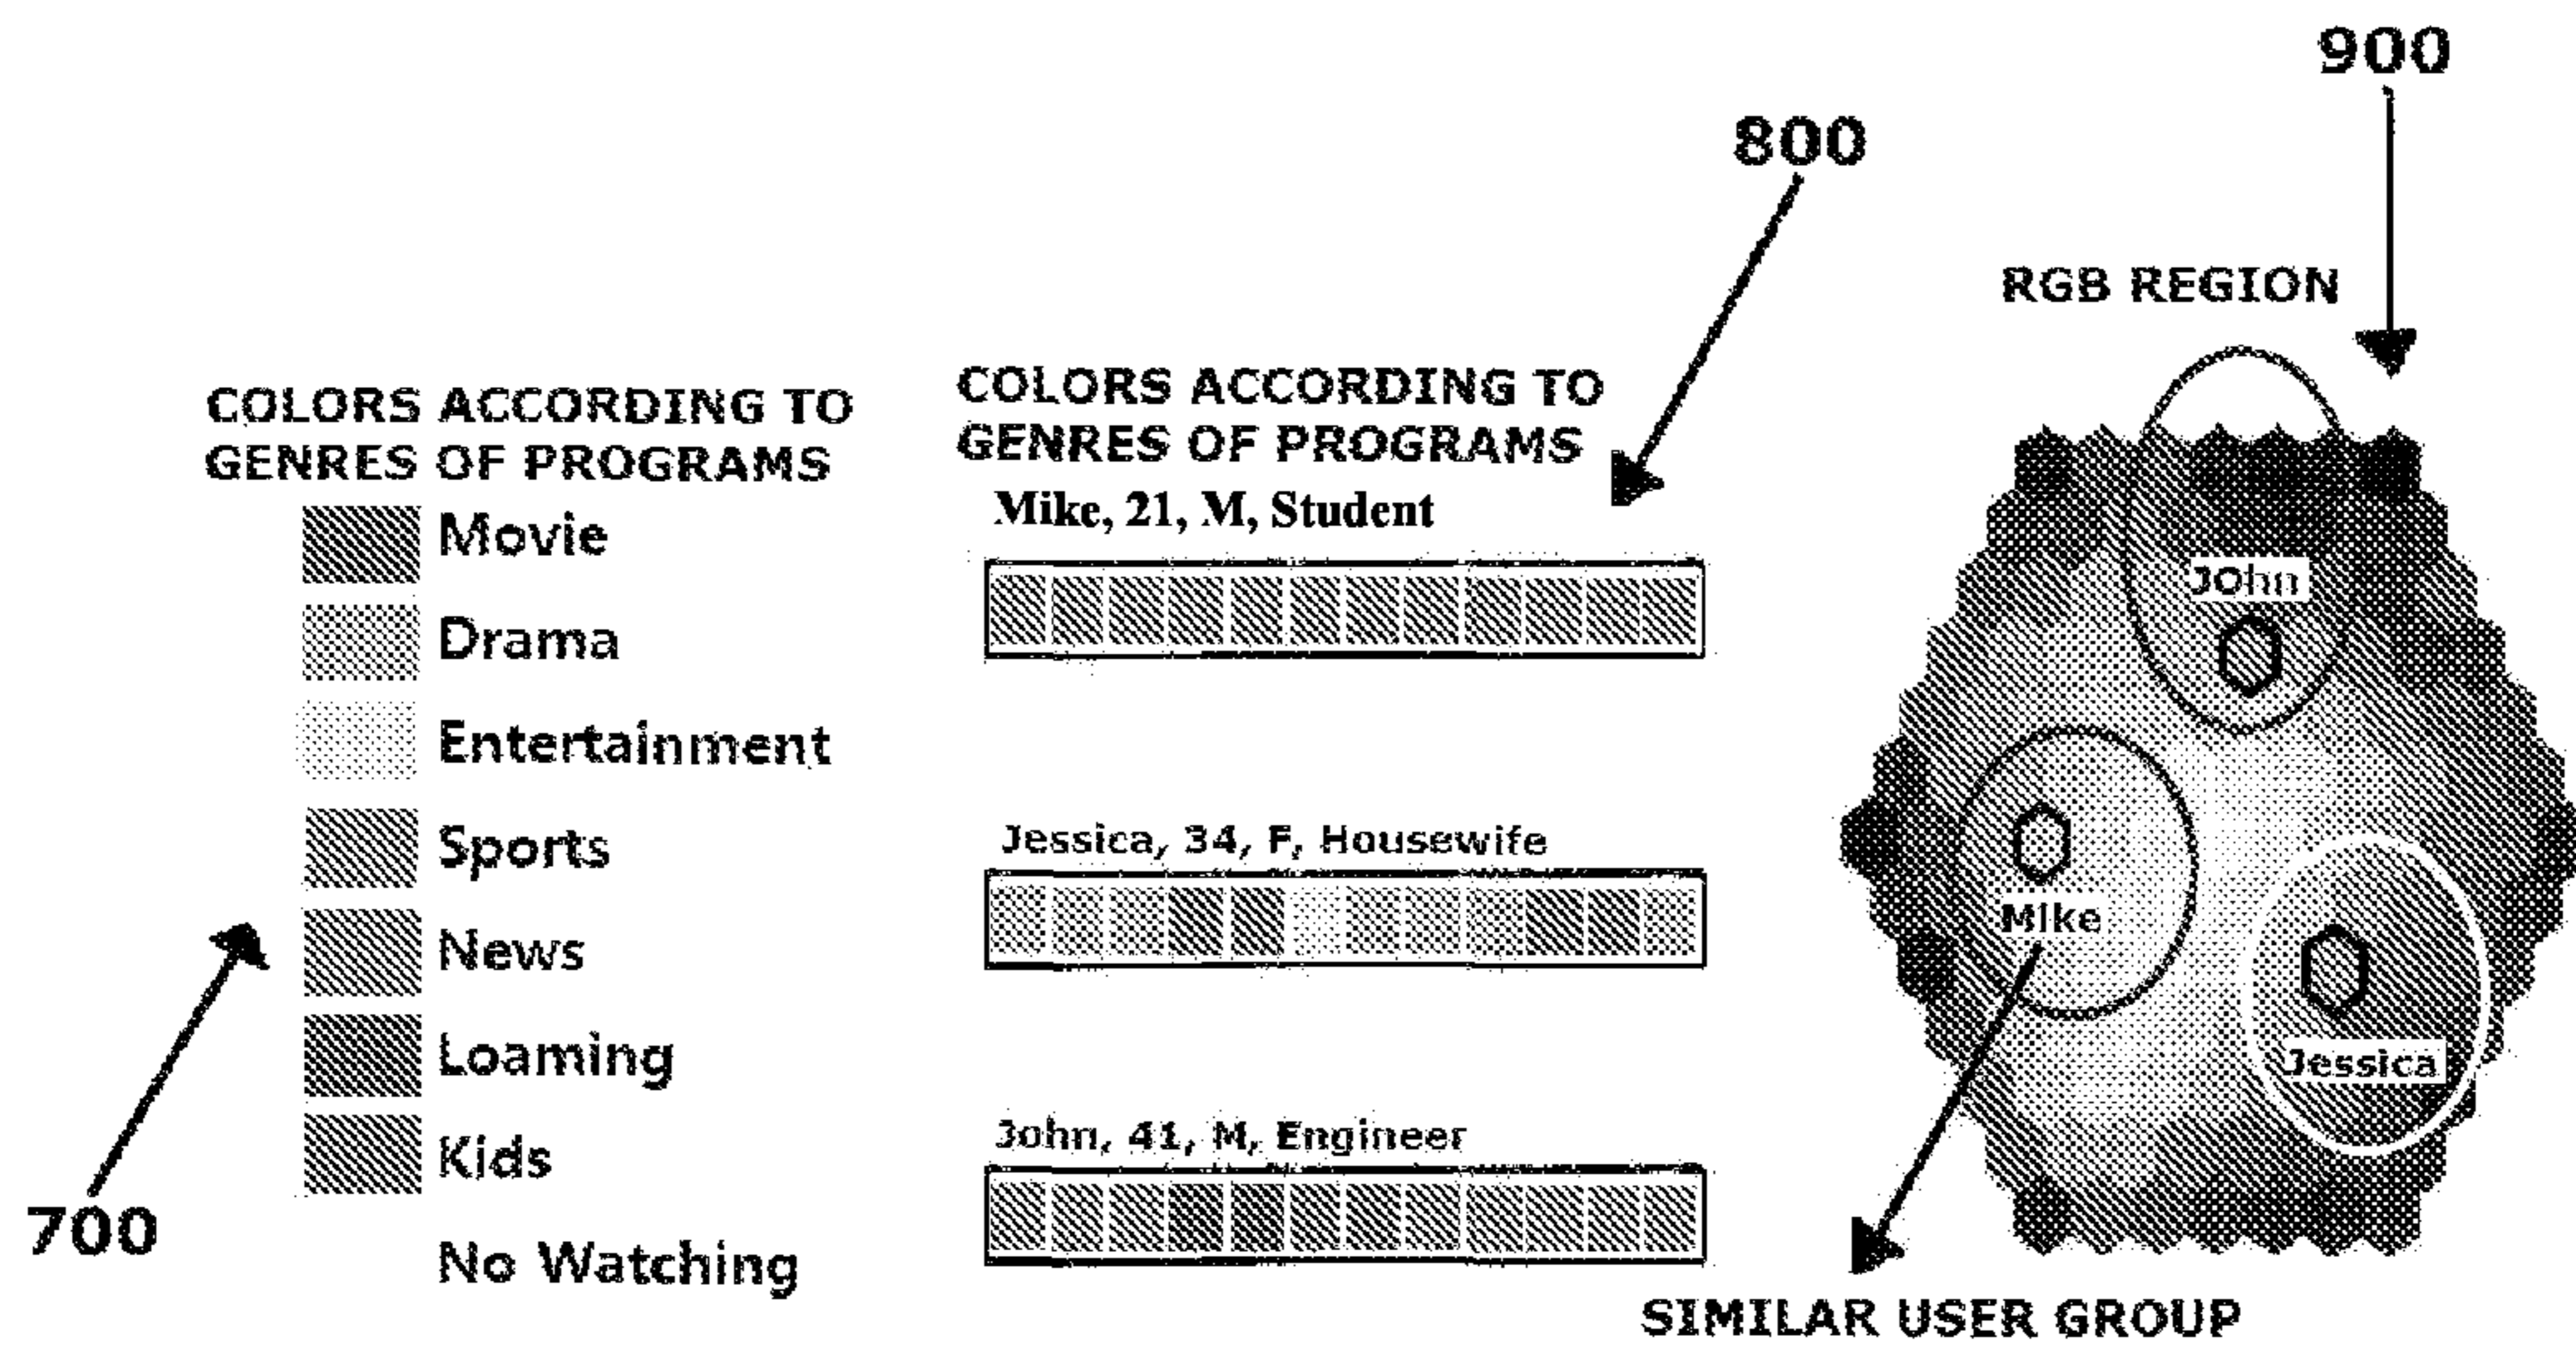 900
800
RGB REGION
COLORS ACCORDING TO
GENRES OF PROGRAMS
Movie
Drama
Entertainment
Sports
News
Loaming
Kids
No Watching
700
COLORS ACCORDING TO
GENRES OF PROGRAMS
Mike, 21, M, Student
Jessica, 34, F, Housewife
John, 41, M, Engineer
JOhn
Mike
Jessica
SIMILAR USER GROUP